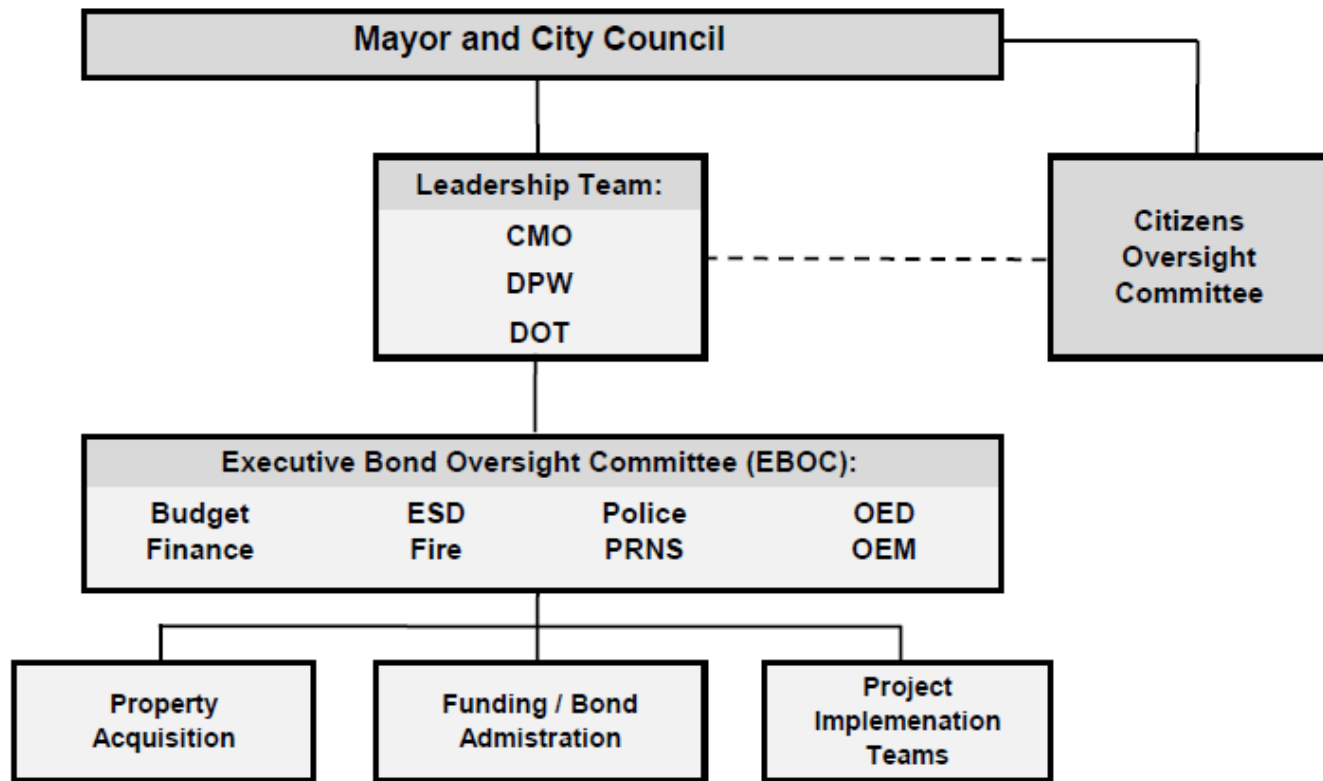 Mayor and City Council
Leadership Team:
CMO
DPW
DOT
Citizens
Oversight
Committee
Executive Bond Oversight Committee (EBOC):
Budget ESD Police OED
Finance Fire PRNS OEM
Property
Acquisition
Funding / Bond
Admistration
Project
Implemenation
Teams